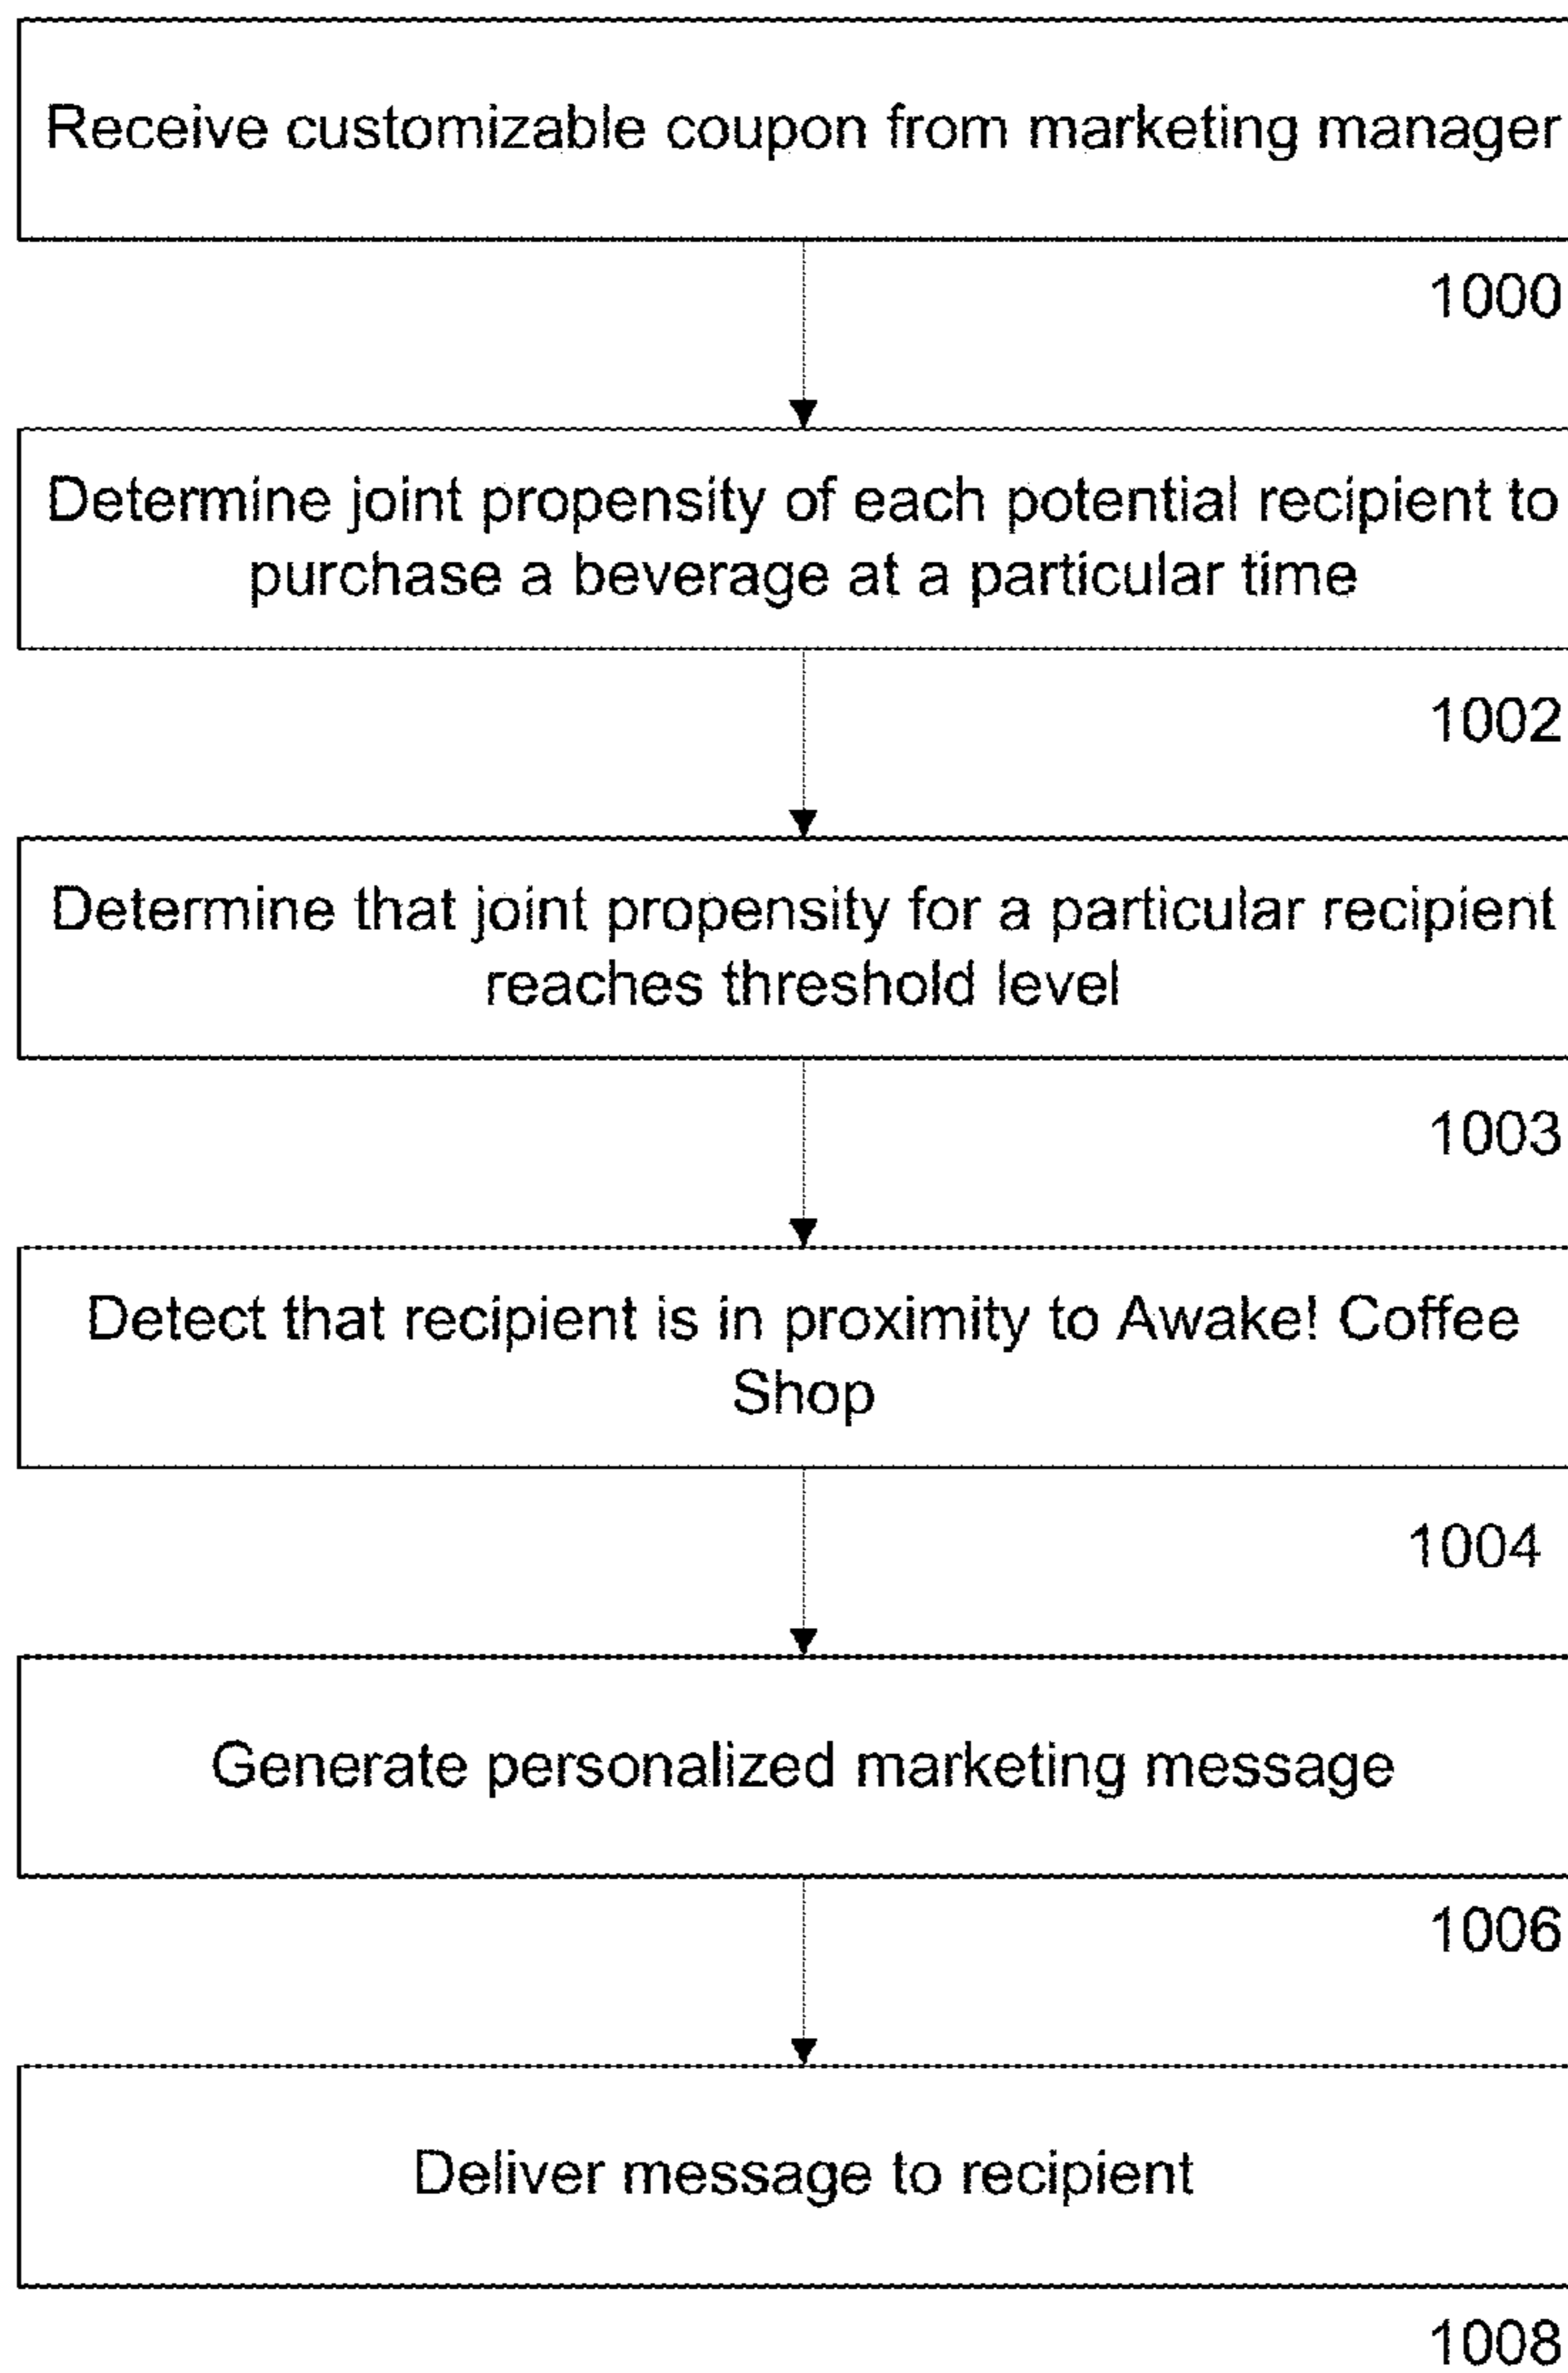 Receive customizable coupon from marketing manager
1000
Determine joint propensity of each potential recipient to
purchase a beverage at a particular time
1002
Determine that joint propensity for a particular recipient
reaches threshold level
1003
Detect that recipient is in proximity to Awake! Coffee
Shop
1004
Generate personalized marketing message
1006
Deliver message to recipient
1008